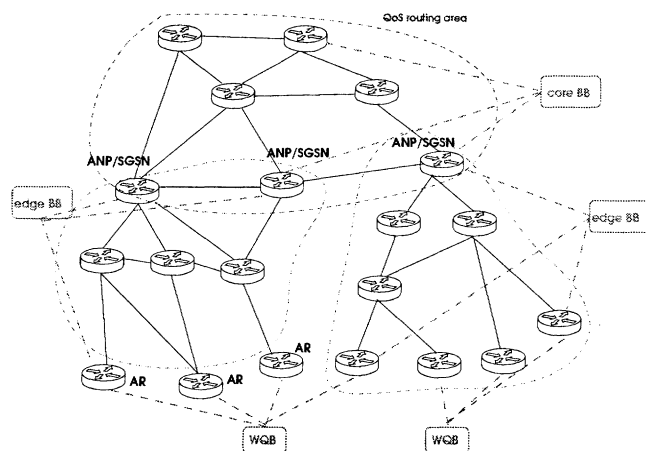 QoS routing area
core BB
ANP/SGSN
ANP/SGSN
ANP/SGSN
edge BB
edge BB
AR
AR
AR
WQB
WQB